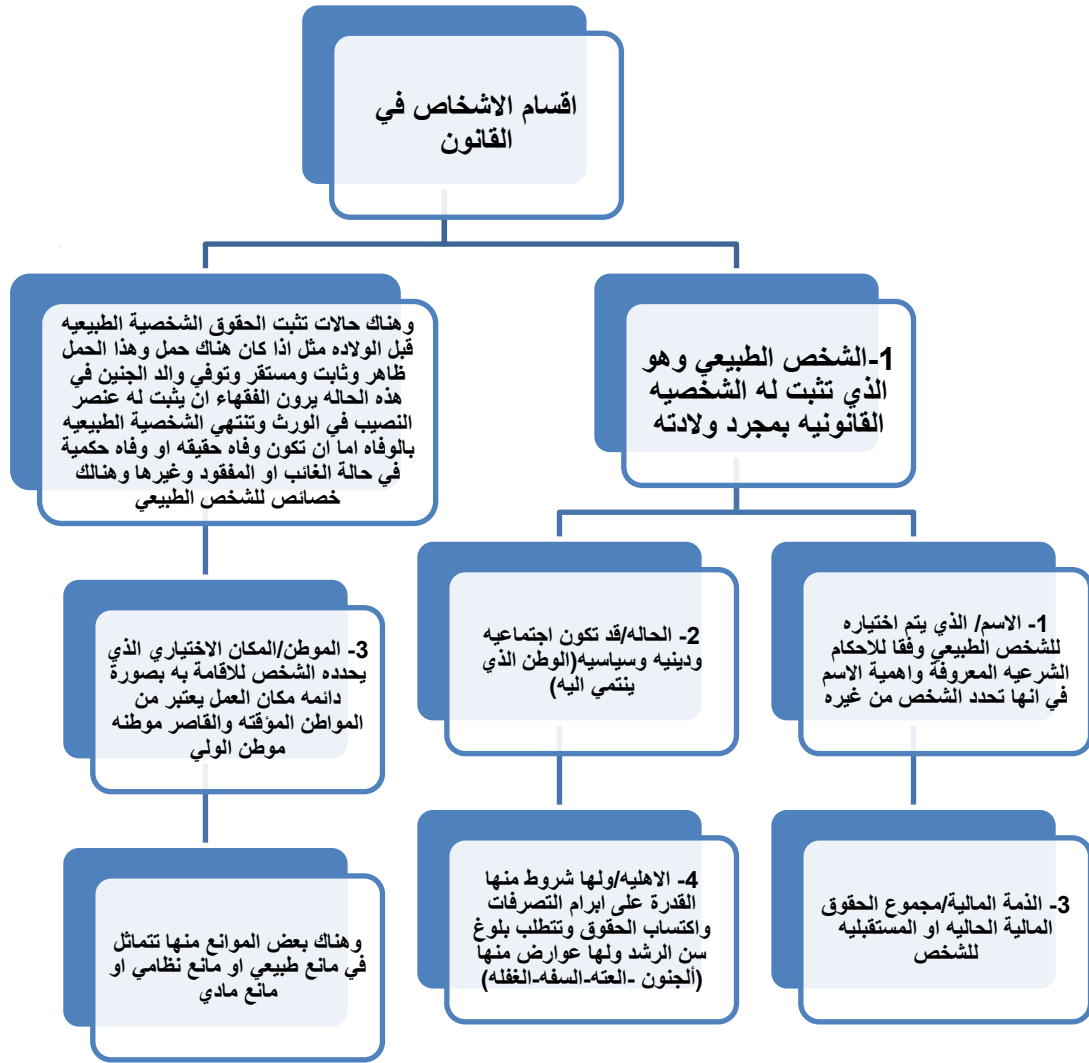 اقسام الاشخاص في
القانون
1-الشخص الطبيعي وهو
الذي تثبت له الشخصيه
القانونيه بمجرد ولادته
وهناك حالات تثبت الحقوق الشخصية الطبيعيه
قبل الولاده مثل اذا كان هناك حمل وهذا الحمل
ظاهر وثابت ومستقر وتوفي والد الجنين في
هذه الحاله يرون الفقهاء ان يثبت له عنصر
النصيب في الورث وتنتهي الشخصية الطبيعيه
بالوفاه اما ان تكون وفاه حقيقه او وفاه حكمية
في حالة الغائب او المفقود وغيرها وهنالك
خصائص للشخص الطبيعي
1- الاسم/ الذي يتم اختياره
للشخص الطبيعي وفقا للاحكام
الشرعيه المعروفة واهمية الاسم
في انها تحدد الشخص من غيره
2- الحاله/قد تكون اجتماعيه
ودينيه وسياسيه(الوطن الذي
ينتمي اليه)
3- الموطن/المكان الاختياري الذي
يحدده الشخص للاقامة به بصورة
دائمه مكان العمل يعتبر من
المواطن المؤقته والقاصر موطنه
موطن الولي
3- الذمة المالية/مجموع الحقوق
المالية الحاليه او المستقبليه
للشخص
4- الاهليه/ولها شروط منها
القدرة على ابرام التصرفات
واكتساب الحقوق وتتطلب بلوغ
سن الرشد ولها عوارض منها
(ألجنون -العته-السفه-الغفله)
وهناك بعض الموانع منها تتماثل
في مانع طبيعي او مانع نظامي او
مانع مادي